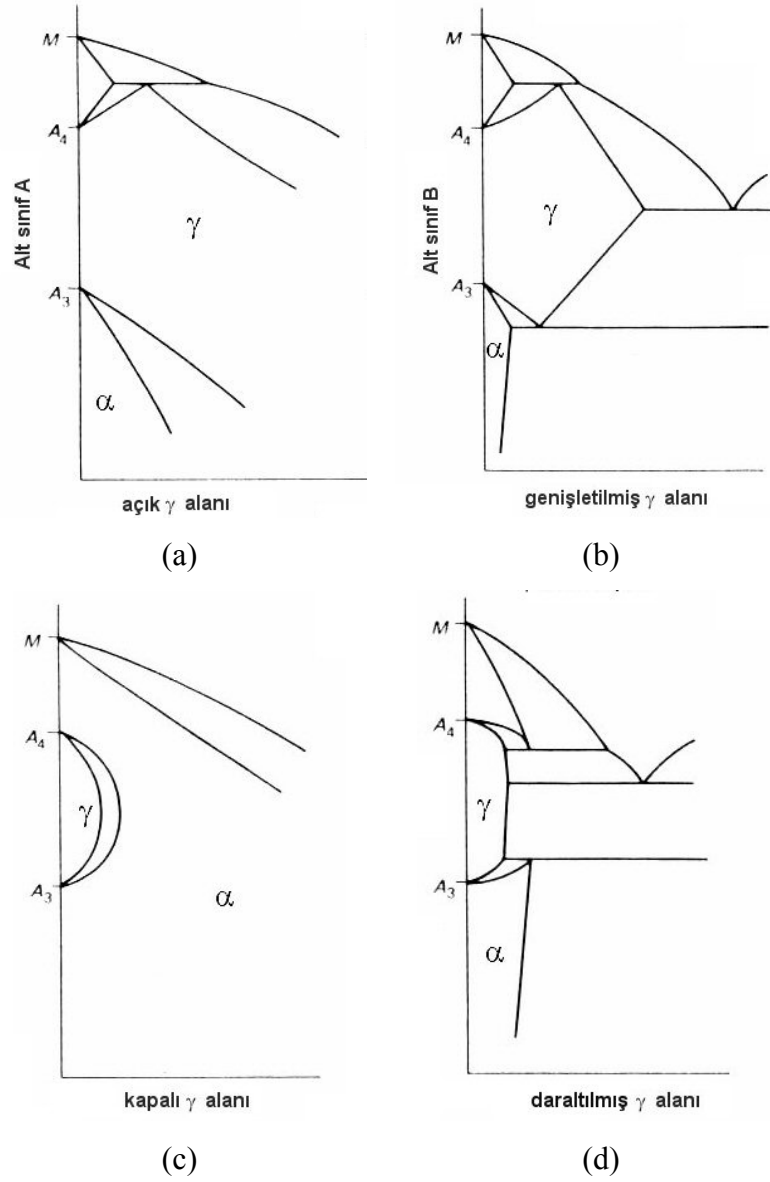 M
A4
Alt sınıf A
γ
A3
α
açık γ alanı
(a)
M
A4
Alt sınıf B
γ
A3
α
genişletilmiş γ alanı
(b)
M
A4
γ
A3
α
kapalı γ alanı
(c)
M
A4
γ
A3
α
daraltılmış γ alanı
(d)